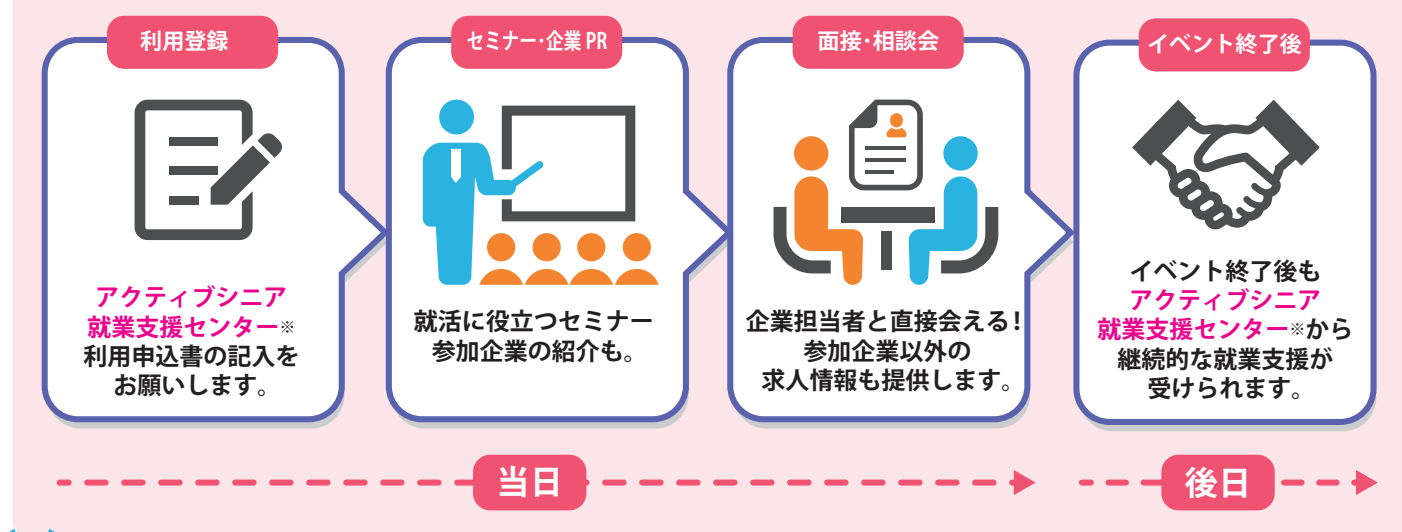 利用登録
アクティブシニア
就業支援センター※
利用申込書の記入を
お願いします。
セミナー・企業PR
就活に役立つセミナー
参加企業の紹介も。
面接・相談会
企業担当者と直接会える！
参加企業以外の
求人情報も提供します。
イベント終了後
イベント終了後も
アクティブシニア
就業支援センター※から
継続的な就業支援が
受けられます。
当日
後日